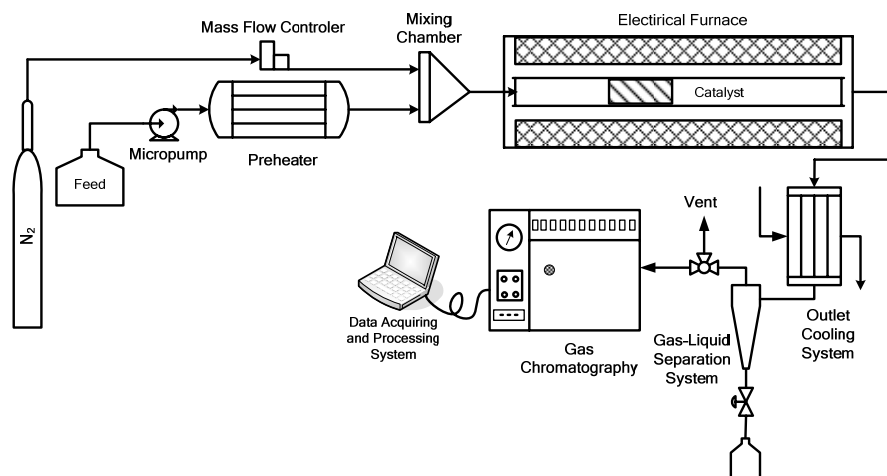 Electrical Furnace
Mass Flow Controler
Mixing
Chamber
Catalyst
Micropump
Preheater
Feed
N2
Vent
Data Acquiring
and Processing
System
Gas
Chromatography
Gas-Liquid
Separation
System
Outlet
Cooling
System